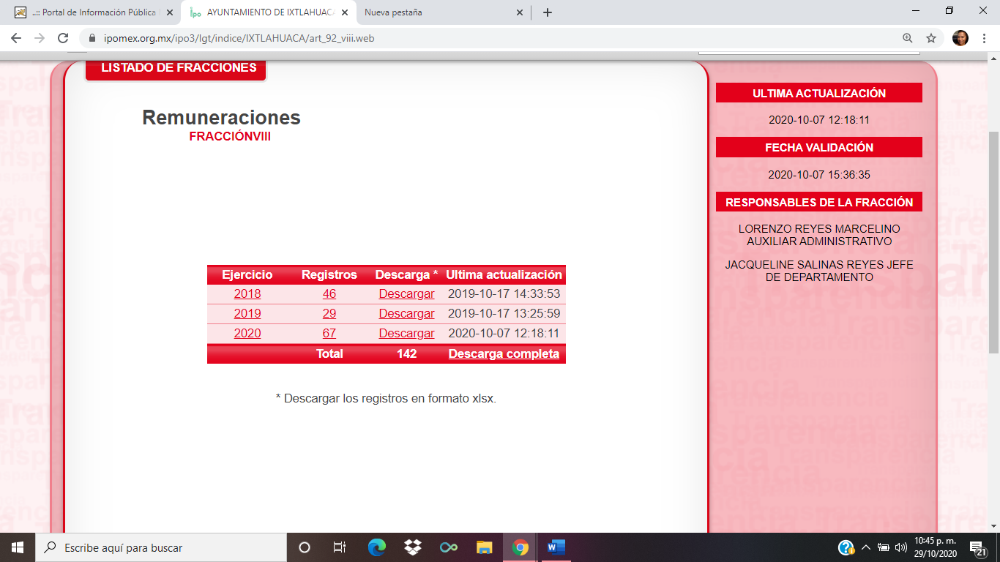 ..:: Portal de Información Pública
AYUNTAMIENTO DE IXTLAHUACA
Nueva pestaña
ipomex.org.mx/ipo3/lgt/indice/IXTLAHUACA/art_92_viii.web
LISTADO DE FRACCIONES
Remuneraciones
FRACCIÓNVIII
Ejercicio Registros Descarga * Ultima actualización
2018 46 Descargar 2019-10-17 14:33:53
2019 29 Descargar 2019-10-17 13:25:59
2020 67 Descargar 2020-10-07 12:18:11
Total 142 Descarga completa
* Descargar los registros en formato xlsx.
ULTIMA ACTUALIZACIÓN
2020-10-07 12:18:11
FECHA VALIDACIÓN
2020-10-07 15:36:35
RESPONSABLES DE LA FRACCIÓN
LORENZO REYES MARCELINO
AUXILIAR ADMINISTRATIVO
JACQUELINE SALINAS REYES JEFE
DE DEPARTAMENTO
Escribe aquí para buscar
10:45 p. m.
29/10/2020
21